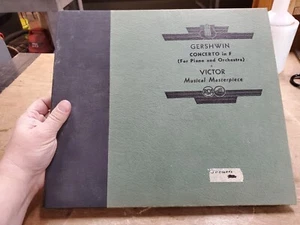 GERSHWIN
CONCERTO in F
(For Piano and Orchestra)
VICTOR
Musical Masterpiece